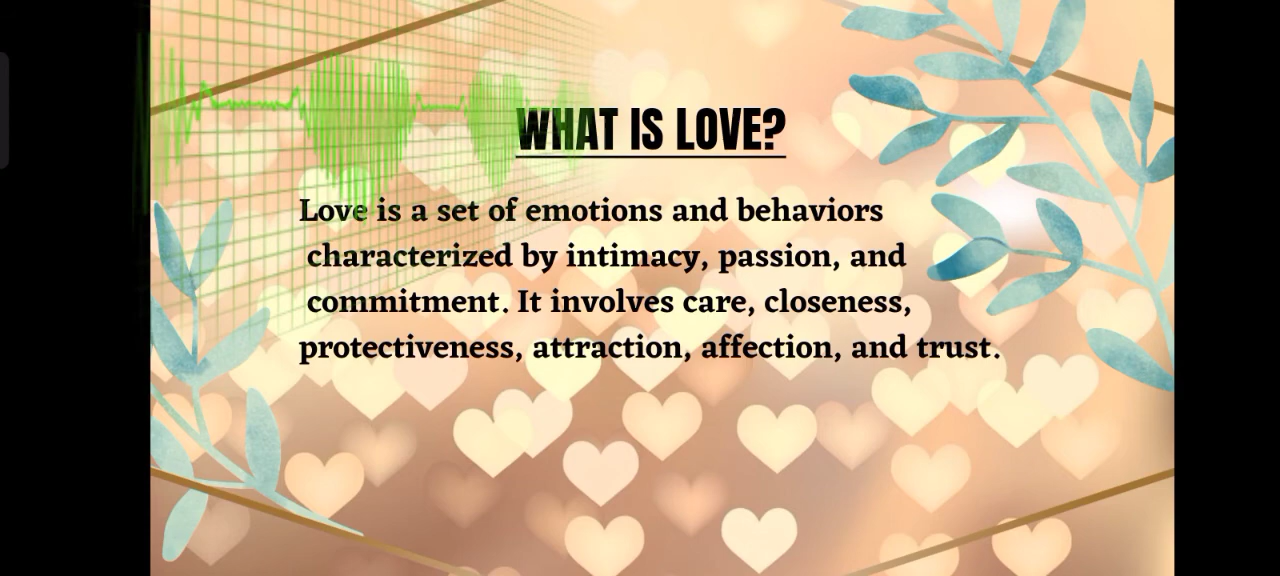 WHAT IS LOVE?
Love is a set of emotions and behaviors
characterized by intimacy, passion, and
commitment. It involves care, closeness,
protectiveness, attraction, affection, and trust.